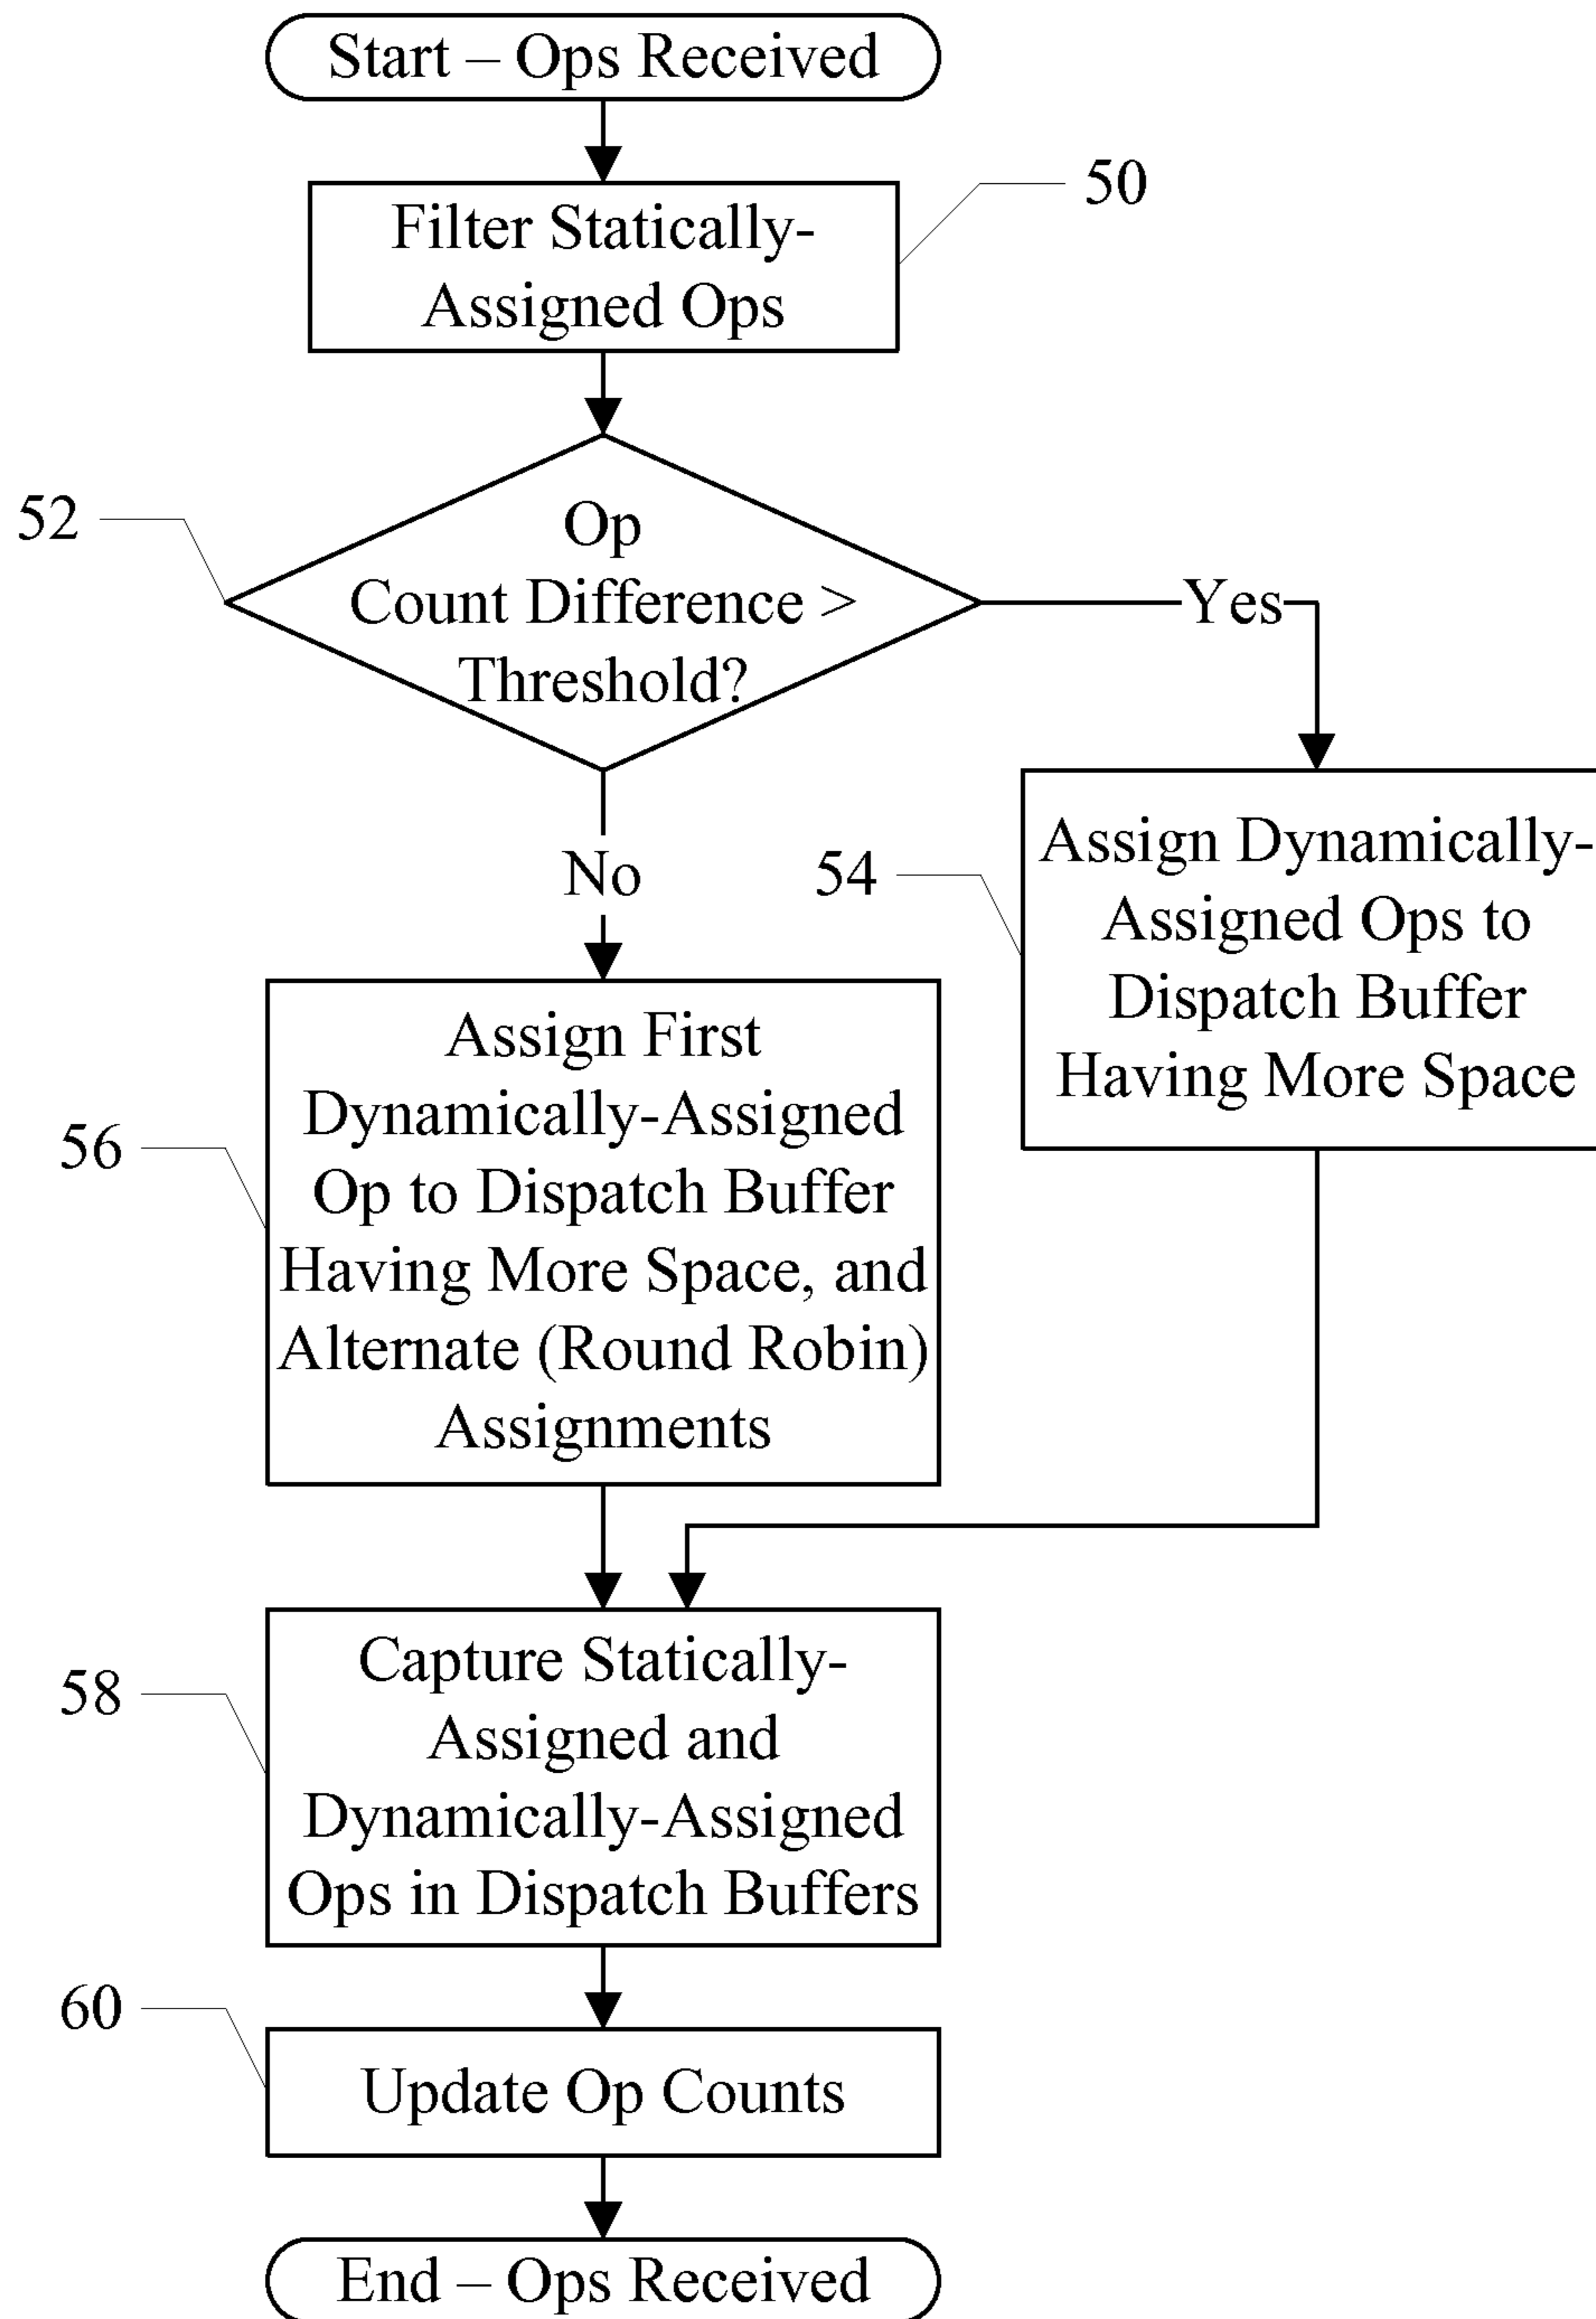 Start – Ops Received
50
Filter Statically-
Assigned Ops
52
Op
Count Difference >
Threshold?
Yes
No
54
Assign Dynamically-
Assigned Ops to
Dispatch Buffer
Having More Space
56
Assign First
Dynamically-Assigned
Op to Dispatch Buffer
Having More Space, and
Alternate (Round Robin)
Assignments
58
Capture Statically-
Assigned and
Dynamically-Assigned
Ops in Dispatch Buffers
60
Update Op Counts
End – Ops Received